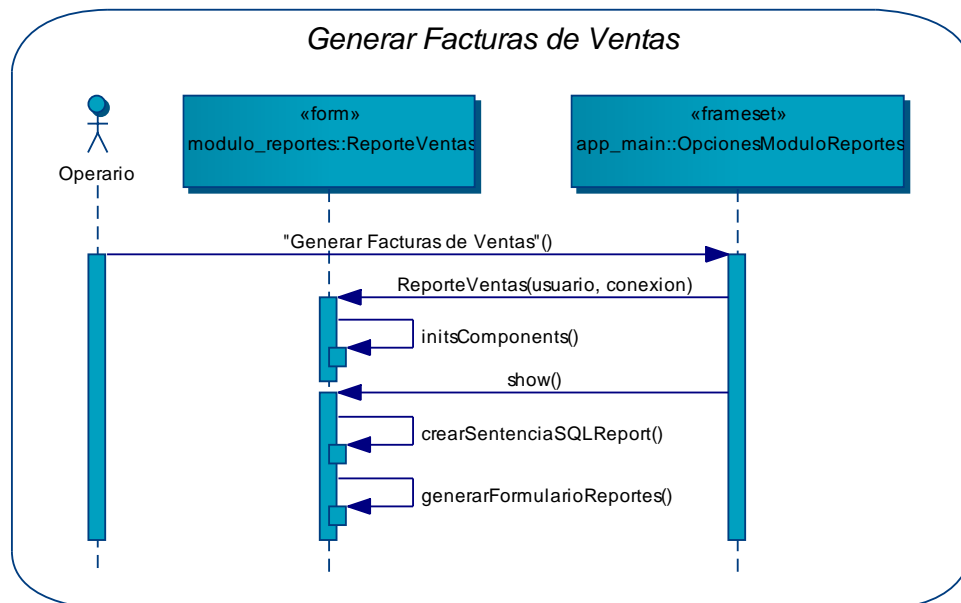 Generar Facturas de Ventas
«form»
modulo_reportes::ReporteVentas
«frameset»
app_main::OpcionesModuloReportes
Operario
"Generar Facturas de Ventas"()
ReporteVentas(usuario, conexion)
initsComponents()
show()
crearSentenciaSQLReport()
generarFormularioReportes()